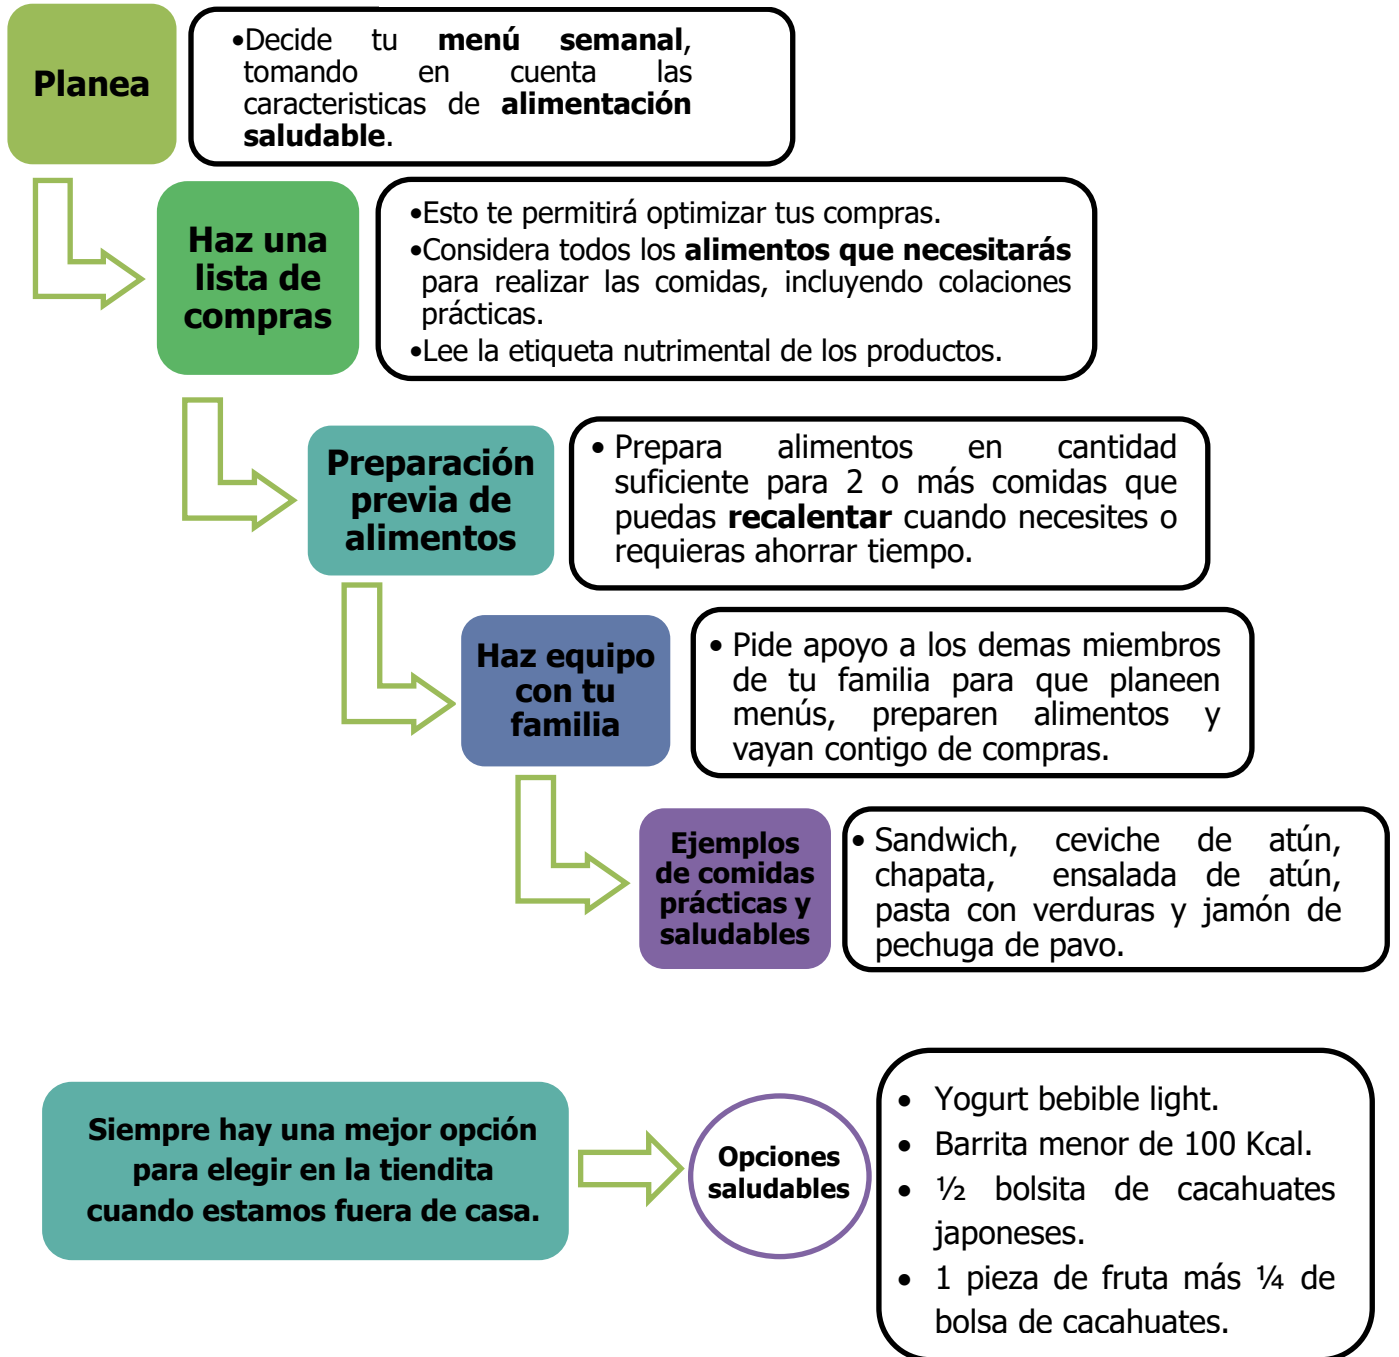 Planea
•Decide tu menú semanal,
tomando en cuenta las
caracteristicas de alimentación
saludable.
Haz una
lista de
compras
•Esto te permitirá optimizar tus compras.
•Considera todos los alimentos que necesitarás
para realizar las comidas, incluyendo colaciones
prácticas.
•Lee la etiqueta nutrimental de los productos.
Preparación
previa de
alimentos
• Prepara alimentos en cantidad
suficiente para 2 o más comidas que
puedas recalentar cuando necesites o
requieras ahorrar tiempo.
Haz equipo
con tu
familia
• Pide apoyo a los demas miembros
de tu familia para que planeen
menús, preparen alimentos y
vayan contigo de compras.
Ejemplos
de comidas
prácticas y
saludables
• Sandwich, ceviche de atún,
chapata, ensalada de atún,
pasta con verduras y jamón de
pechuga de pavo.
Siempre hay una mejor opción
para elegir en la tiendita
cuando estamos fuera de casa.
Opciones
saludables
• Yogurt bebible light.
• Barrita menor de 100 Kcal.
• ½ bolsita de cacahuates
japoneses.
• 1 pieza de fruta más ¼ de
bolsa de cacahuates.